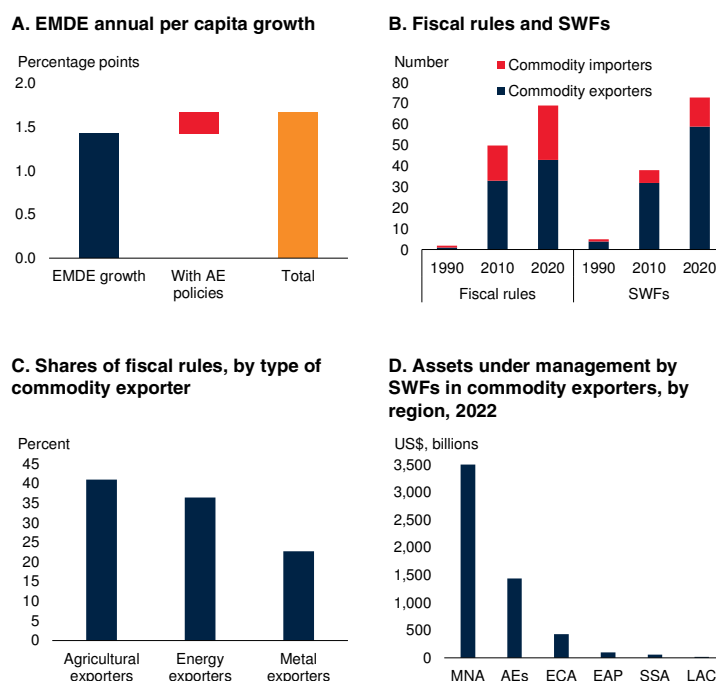 A. EMDE annual per capita growth
Percentage points
2.0
1.5
1.0
0.5
0.0
EMDE growth
With AE
policies
Total
B. Fiscal rules and SWFs
Number
Commodity importers
Commodity exporters
80
70
60
50
40
30
20
10
0
1990 2010 2020 1990 2010 2020
Fiscal rules SWFs
C. Shares of fiscal rules, by type of
commodity exporter
Percent
45
40
35
30
25
20
15
10
5
0
Agricultural
exporters
Energy
exporters
Metal
exporters
D. Assets under management by
SWFs in commodity exporters, by
region, 2022
US$, billions
3,500
3,000
2,500
2,000
1,500
1,000
500
0
MNA AEs ECA EAP SSA LAC